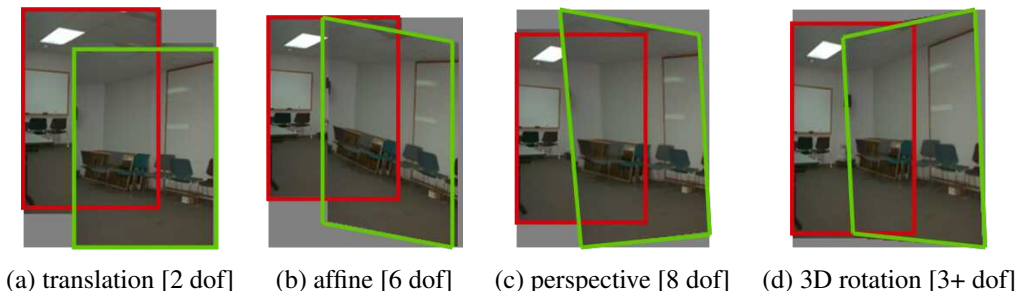 (a) translation [2 dof] (b) affine [6 dof] (c) perspective [8 dof] (d) 3D rotation [3+ dof]